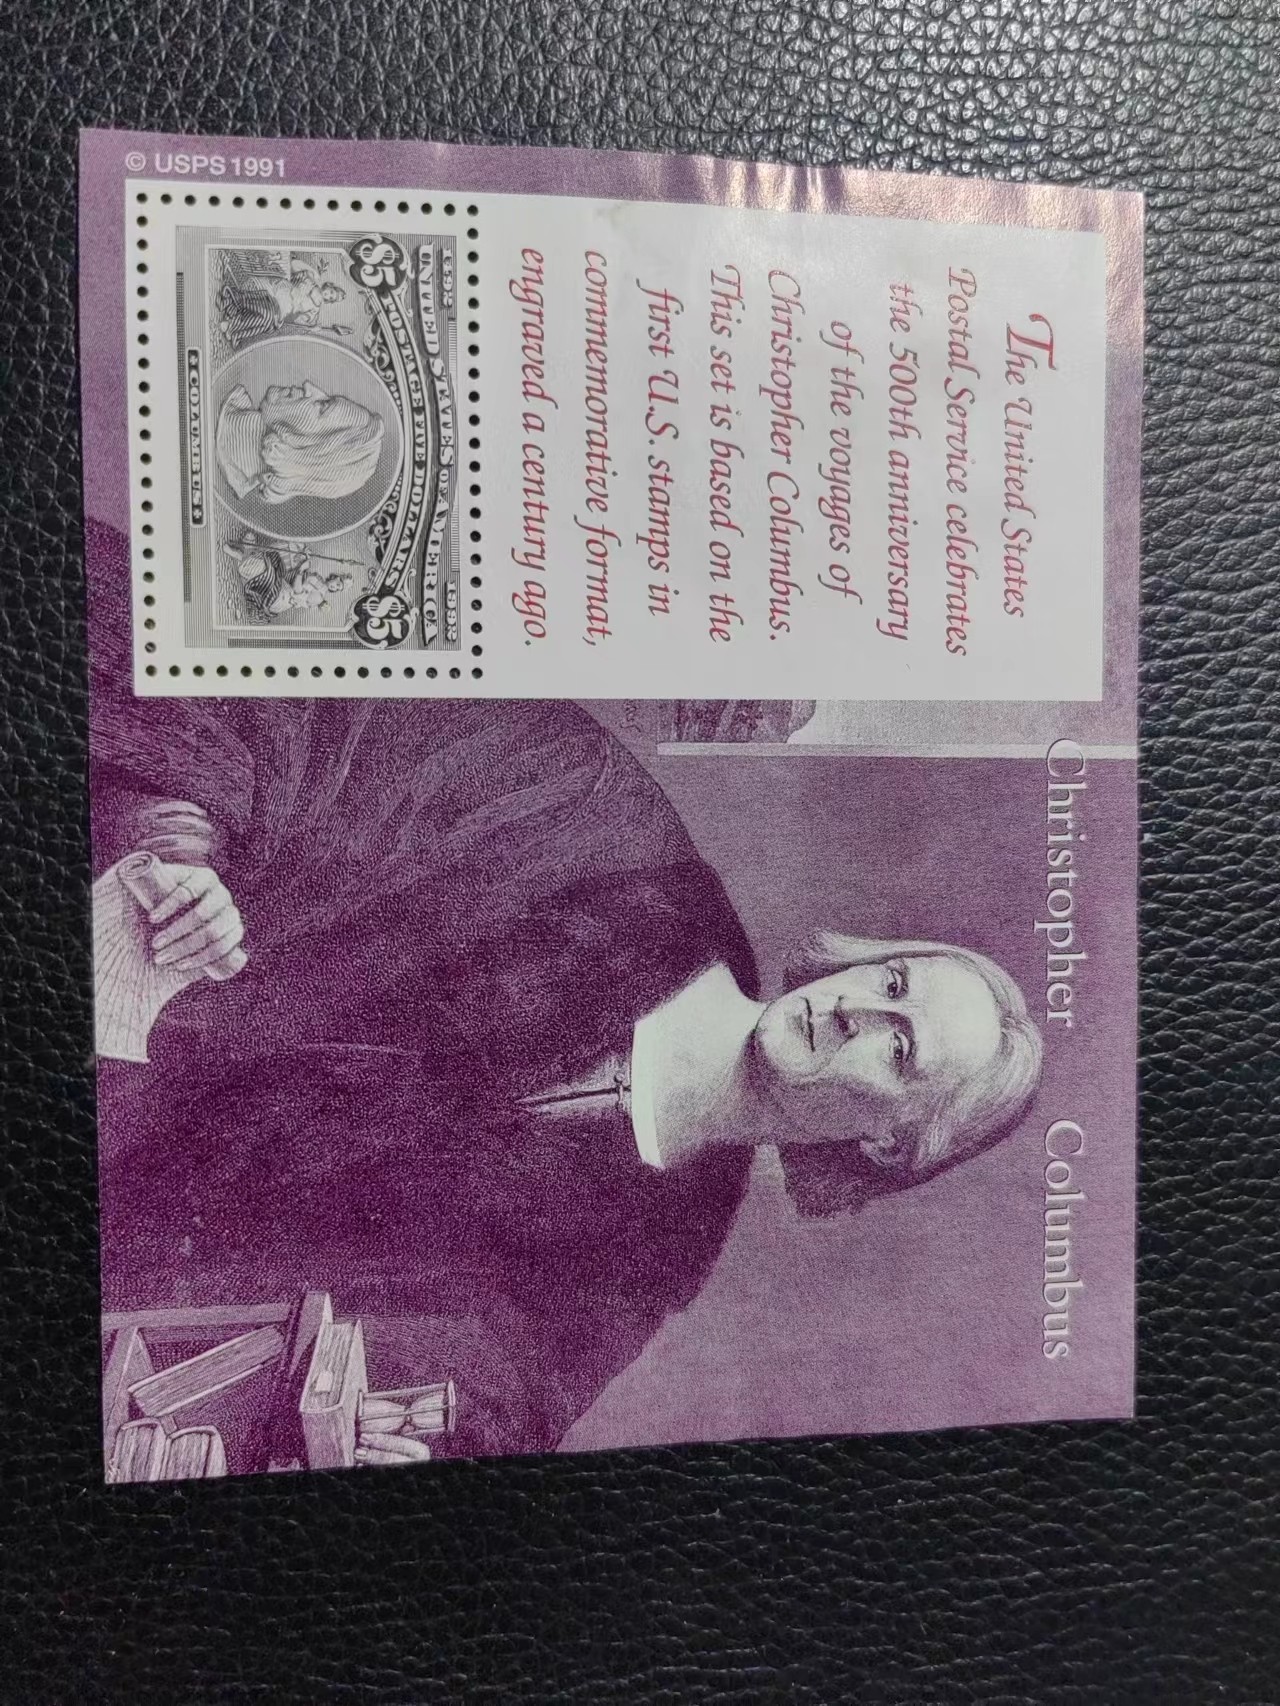 Christopher Columbus
The United States
Postal Service celebrates
the 500th anniversary
of the voyages of
Christopher Columbus.
This set is based on the
first U.S. stamps in
commemorative format,
engraved a century ago.
1492 1992
UNITED STATES OF AMERICA
$5 POSTAGE FIVE DOLLARS $5
COLUMBUS
© USPS 1991